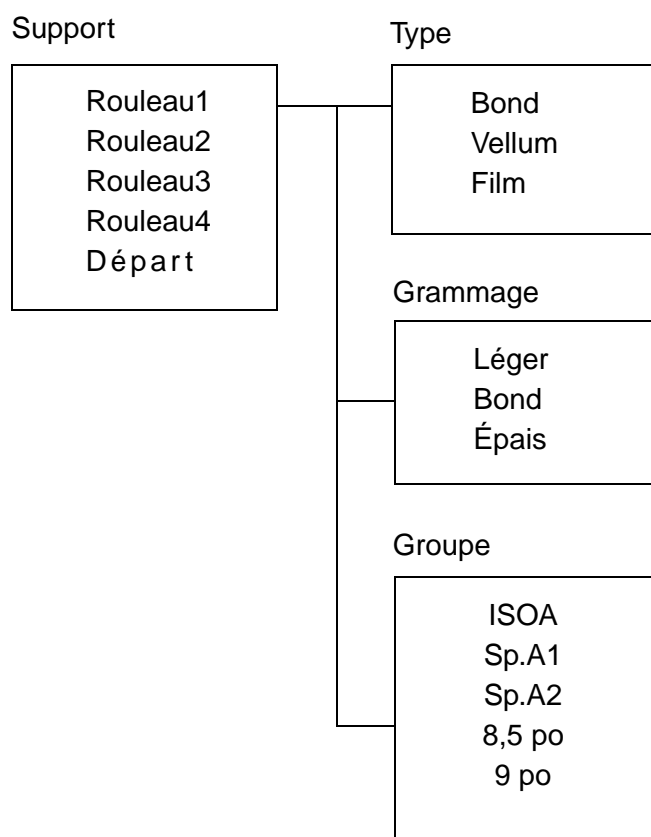 Support
Rouleau1
Rouleau2
Rouleau3
Rouleau4
Départ
Type
Bond
Vellum
Film
Grammage
Léger
Bond
Épais
Groupe
ISOA
Sp.A1
Sp.A2
8,5 po
9 po